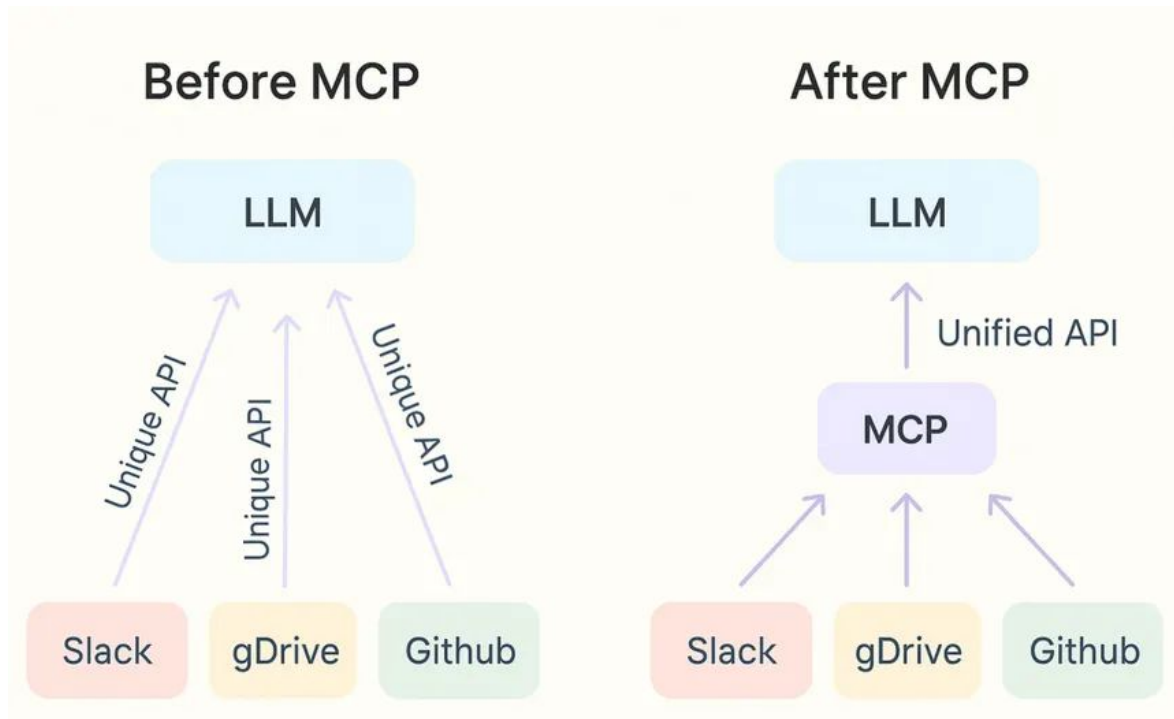 Before MCP
LLM
Unique API
Unique API
Unique API
Slack
gDrive
Github
After MCP
LLM
Unified API
MCP
Slack
gDrive
Github